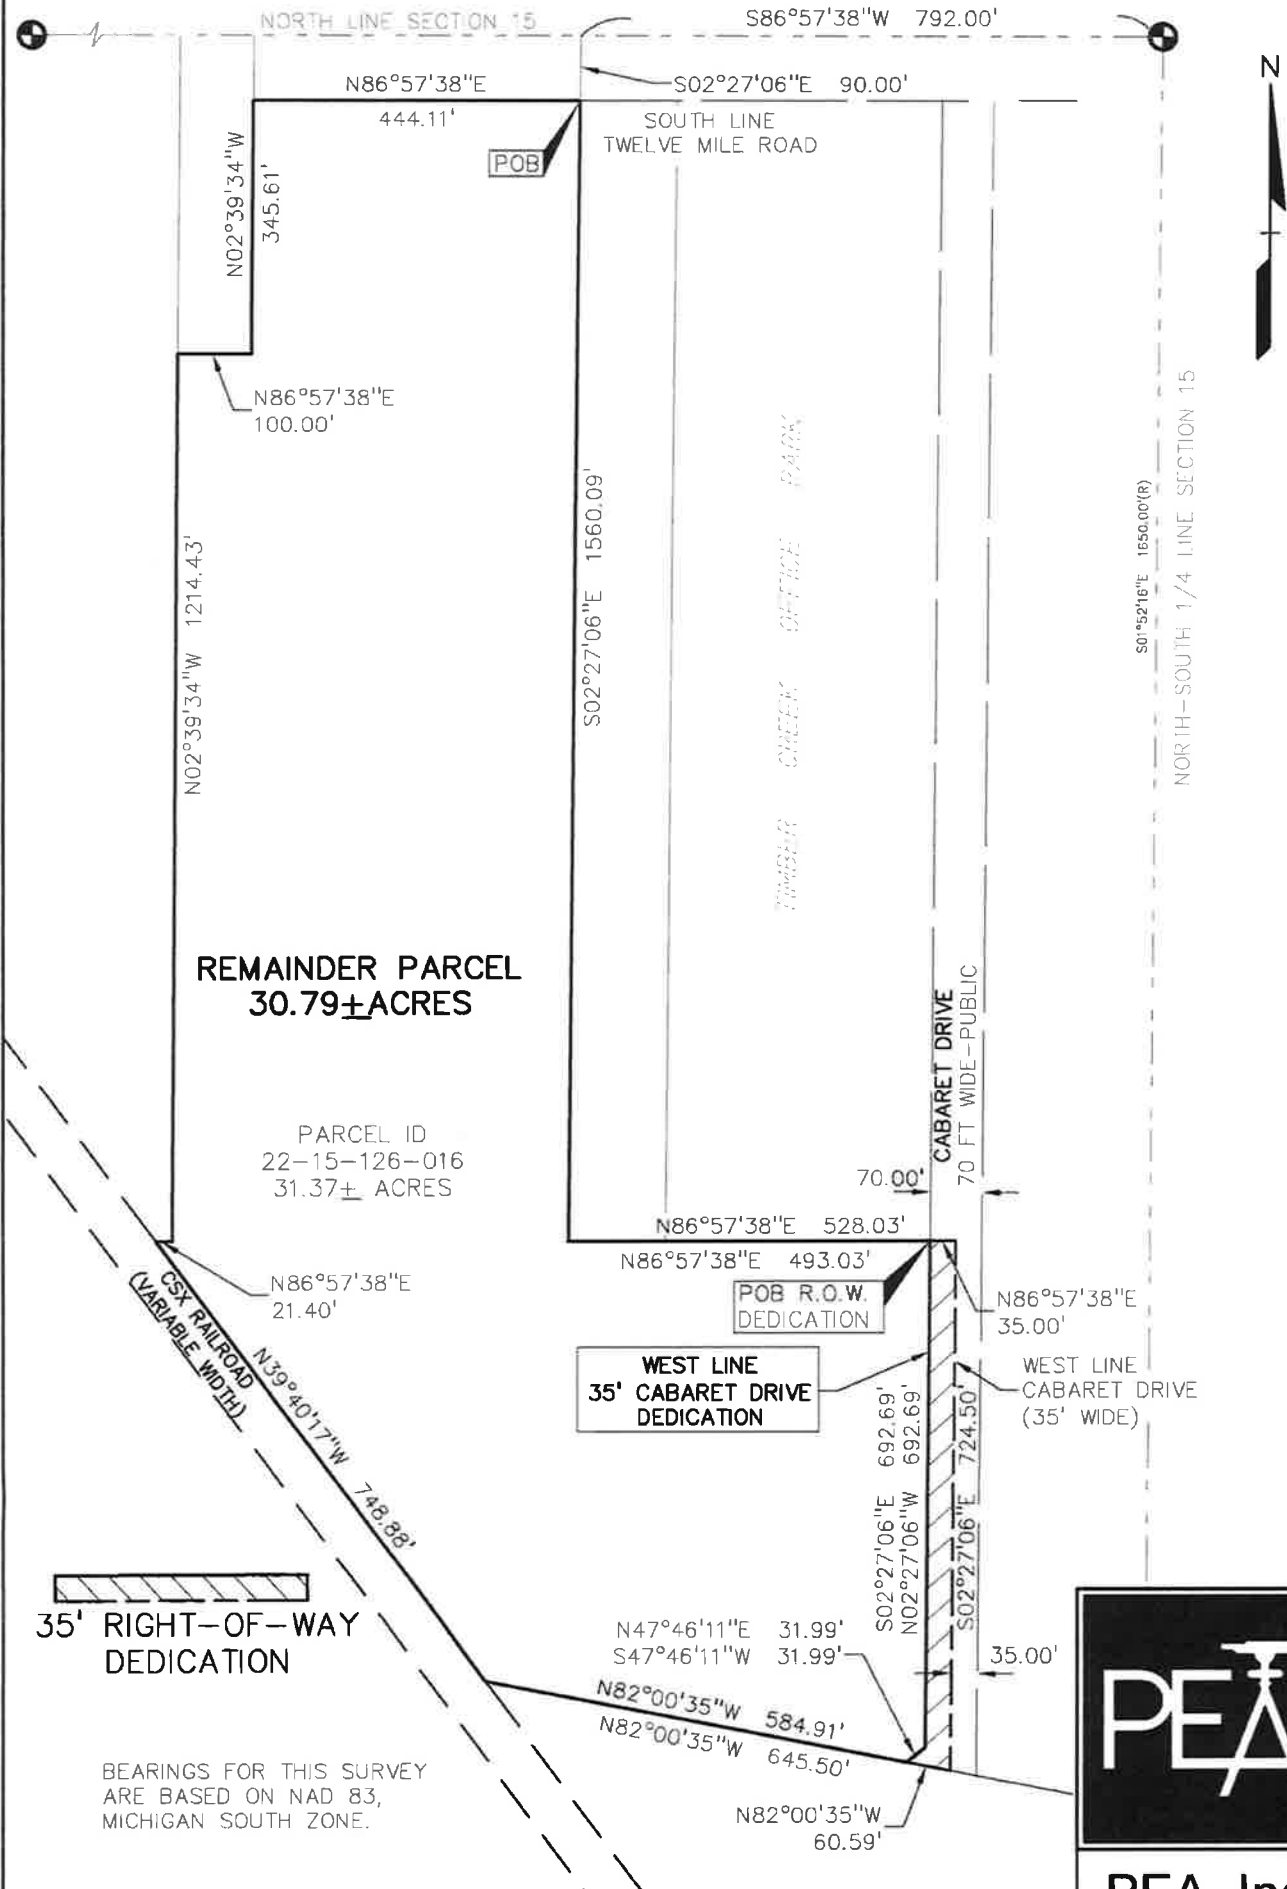 NORTH LINE SECTION 15
S86°57'38"W 792.00'
N
N86°57'38"E
444.11'
S02°27'06"E 90.00'
SOUTH LINE
TWELVE MILE ROAD
POB
N02°39'34"W
345.61'
N86°57'38"E
100.00'
N02°39'34"W 1214.43'
S02°27'06"E 1560.09'
TIMBER CREEK OFFICE PARK
S01°52'16"E 1650.00'(R)
NORTH-SOUTH 1/4 LINE SECTION 15
REMAINDER PARCEL
30.79± ACRES
CABARET DRIVE
70 FT WIDE-PUBLIC
PARCEL ID
22-15-126-016
31.37± ACRES
70.00'
N86°57'38"E 528.03'
N86°57'38"E 493.03'
N86°57'38"E
21.40'
POB R.O.W.
DEDICATION
N86°57'38"E
35.00'
CSX RAILROAD
(VARIABLE WIDTH)
N39°40'17"W 748.88'
WEST LINE
35' CABARET DRIVE
DEDICATION
WEST LINE
CABARET DRIVE
(35' WIDE)
S02°27'06"E 692.69'
N02°27'06"W 692.69'
S02°27'06"E 724.50'
35' RIGHT-OF-WAY
DEDICATION
N47°46'11"E 31.99'
S47°46'11"W 31.99'
35.00'
N82°00'35"W 584.91'
N82°00'35"W 645.50'
N82°00'35"W
60.59'
BEARINGS FOR THIS SURVEY
ARE BASED ON NAD 83,
MICHIGAN SOUTH ZONE.
PEA